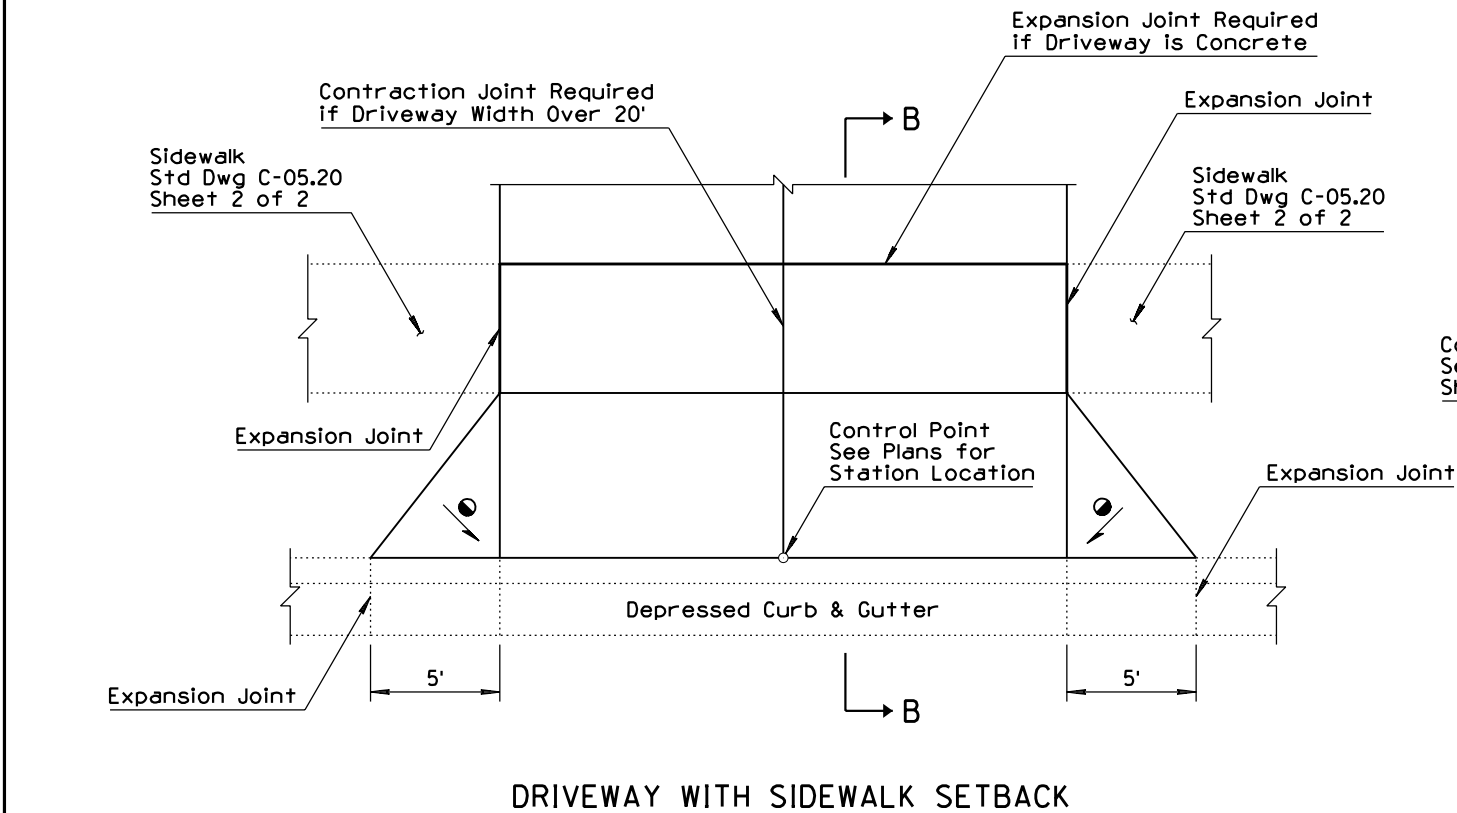 Expansion Joint Required
if Driveway is Concrete
Contraction Joint Required
if Driveway Width Over 20'
Expansion Joint
B
Sidewalk
Std Dwg C-05.20
Sheet 2 of 2
Sidewalk
Std Dwg C-05.20
Sheet 2 of 2
Expansion Joint
Control Point
See Plans for
Station Location
Expansion Joint
Depressed Curb & Gutter
5'
5'
Expansion Joint
B
DRIVEWAY WITH SIDEWALK SETBACK